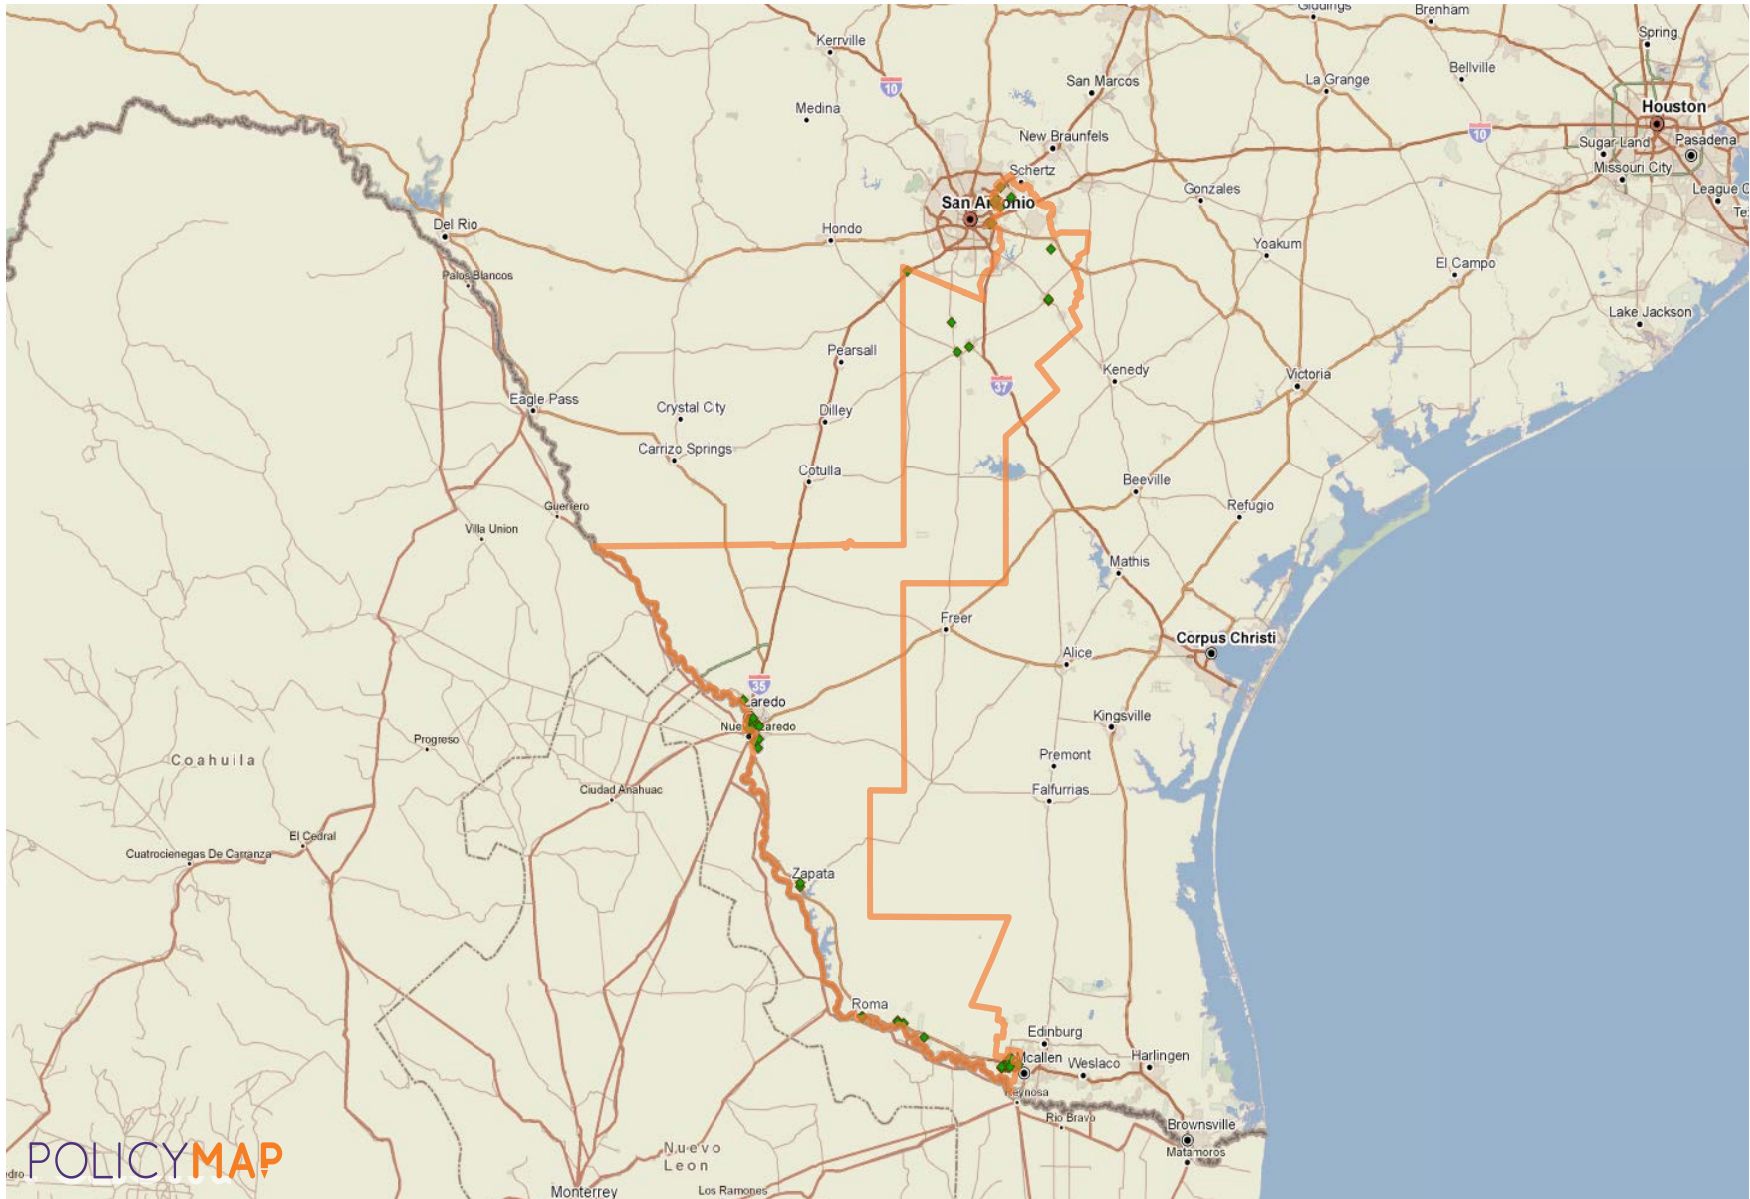 Giddings
Brenham
Kerrville
Spring
San Marcos
La Grange
Bellville
10
Medina
Houston
New Braunfels
10
Sugar Land
Pasadena
Schertz
Missouri City
Gonzales
League C
San Antonio
Te
Del Rio
Hondo
Yoakum
El Campo
Palos Blancos
Lake Jackson
Pearsall
Kenedy
Victoria
37
Eagle Pass
Crystal City
Dilley
Carrizo Springs
Cotulla
Beeville
Guerrero
Refugio
Villa Union
Mathis
Freer
Corpus Christi
Alice
35
Laredo
Kingsville
Nuevo Laredo
Progreso
Coahuila
Premont
Ciudad Anahuac
Falfurrias
El Cedral
Cuatrocienegas De Carranza
Zapata
Roma
Edinburg
Mcallen
Weslaco
Harlingen
Reynosa
Rio Bravo
Brownsville
Nuevo
Leon
Matamoros
POLICYMAP
edro
Monterrey
Los Ramones